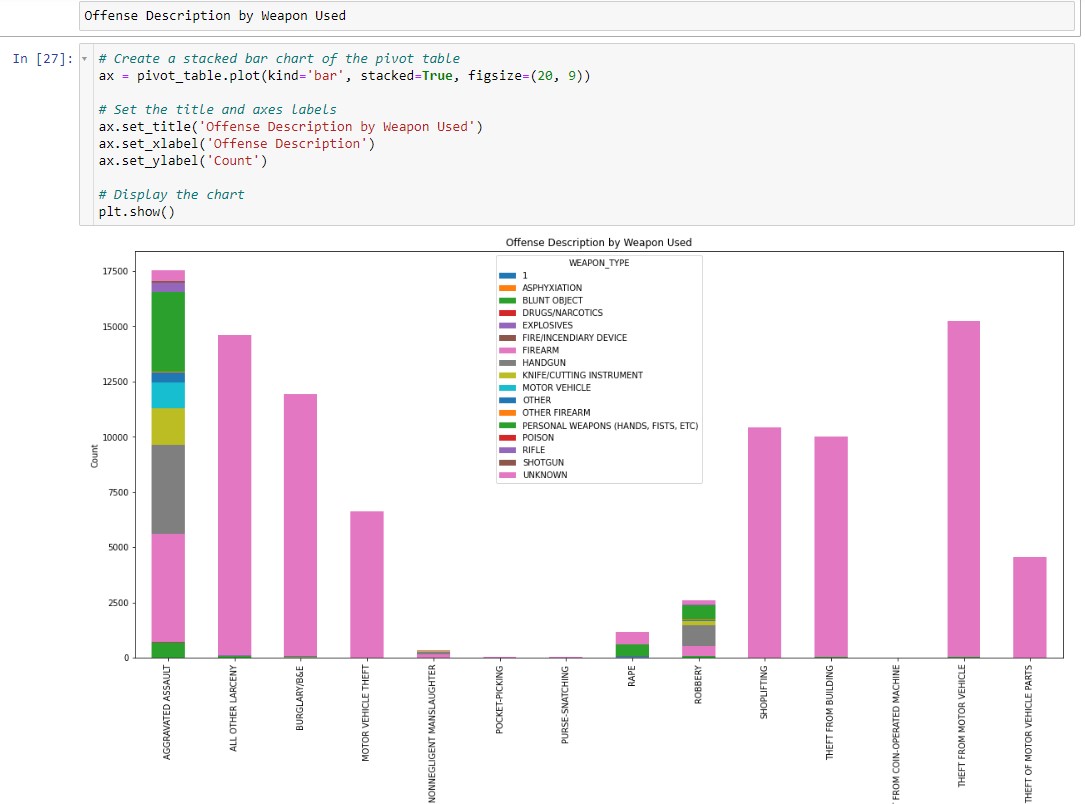 Offense Description by Weapon Used
In [27]:
# Create a stacked bar chart of the pivot table
ax = pivot_table.plot(kind='bar', stacked=True, figsize=(20, 9))
# Set the title and axes labels
ax.set_title('Offense Description by Weapon Used')
ax.set_xlabel('Offense Description')
ax.set_ylabel('Count')
# Display the chart
plt.show()
Offense Description by Weapon Used
WEAPON_TYPE
1
ASPHYXIATION
BLUNT OBJECT
DRUGS/NARCOTICS
EXPLOSIVES
FIRE/INCENDIARY DEVICE
FIREARM
HANDGUN
KNIFE/CUTTING INSTRUMENT
MOTOR VEHICLE
OTHER
OTHER FIREARM
PERSONAL WEAPONS (HANDS, FISTS, ETC)
POISON
RIFLE
SHOTGUN
UNKNOWN
17500
15000
12500
10000
7500
5000
2500
0
Count
AGGRAVATED ASSAULT
ALL OTHER LARCENY
BURGLARY/B&E
MOTOR VEHICLE THEFT
NONNEGLIGENT MANSLAUGHTER
POCKET-PICKING
PURSE-SNATCHING
RAPE
ROBBERY
SHOPLIFTING
THEFT FROM BUILDING
FROM COIN-OPERATED MACHINE
THEFT FROM MOTOR VEHICLE
THEFT OF MOTOR VEHICLE PARTS